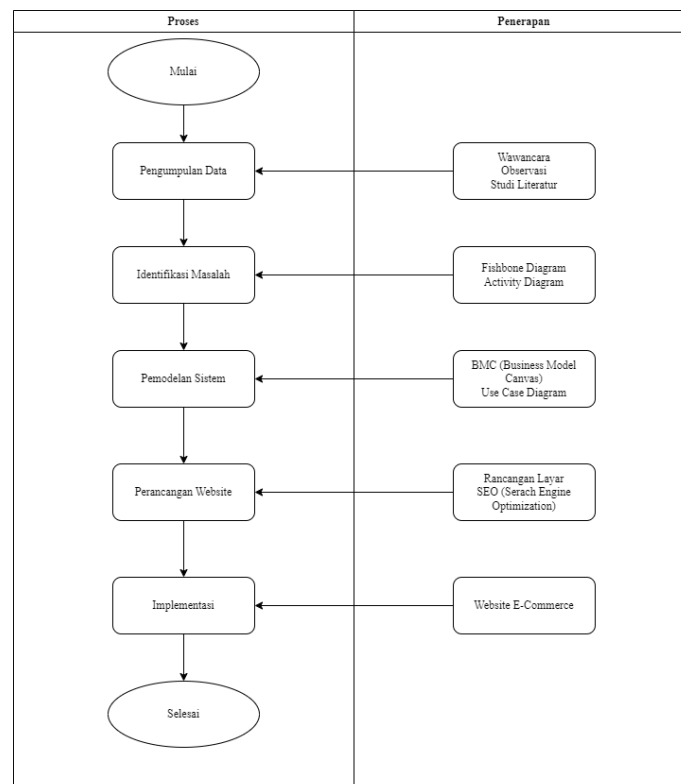 Proses
Penerapan
Mulai
Pengumpulan Data
Wawancara
Observasi
Studi Literatur
Identifikasi Masalah
Fishbone Diagram
Activity Diagram
Pemodelan Sistem
BMC (Business Model
Canvas)
Use Case Diagram
Perancangan Website
Rancangan Layar
SEO (Serach Engine
Optimization)
Implementasi
Website E-Commerce
Selesai